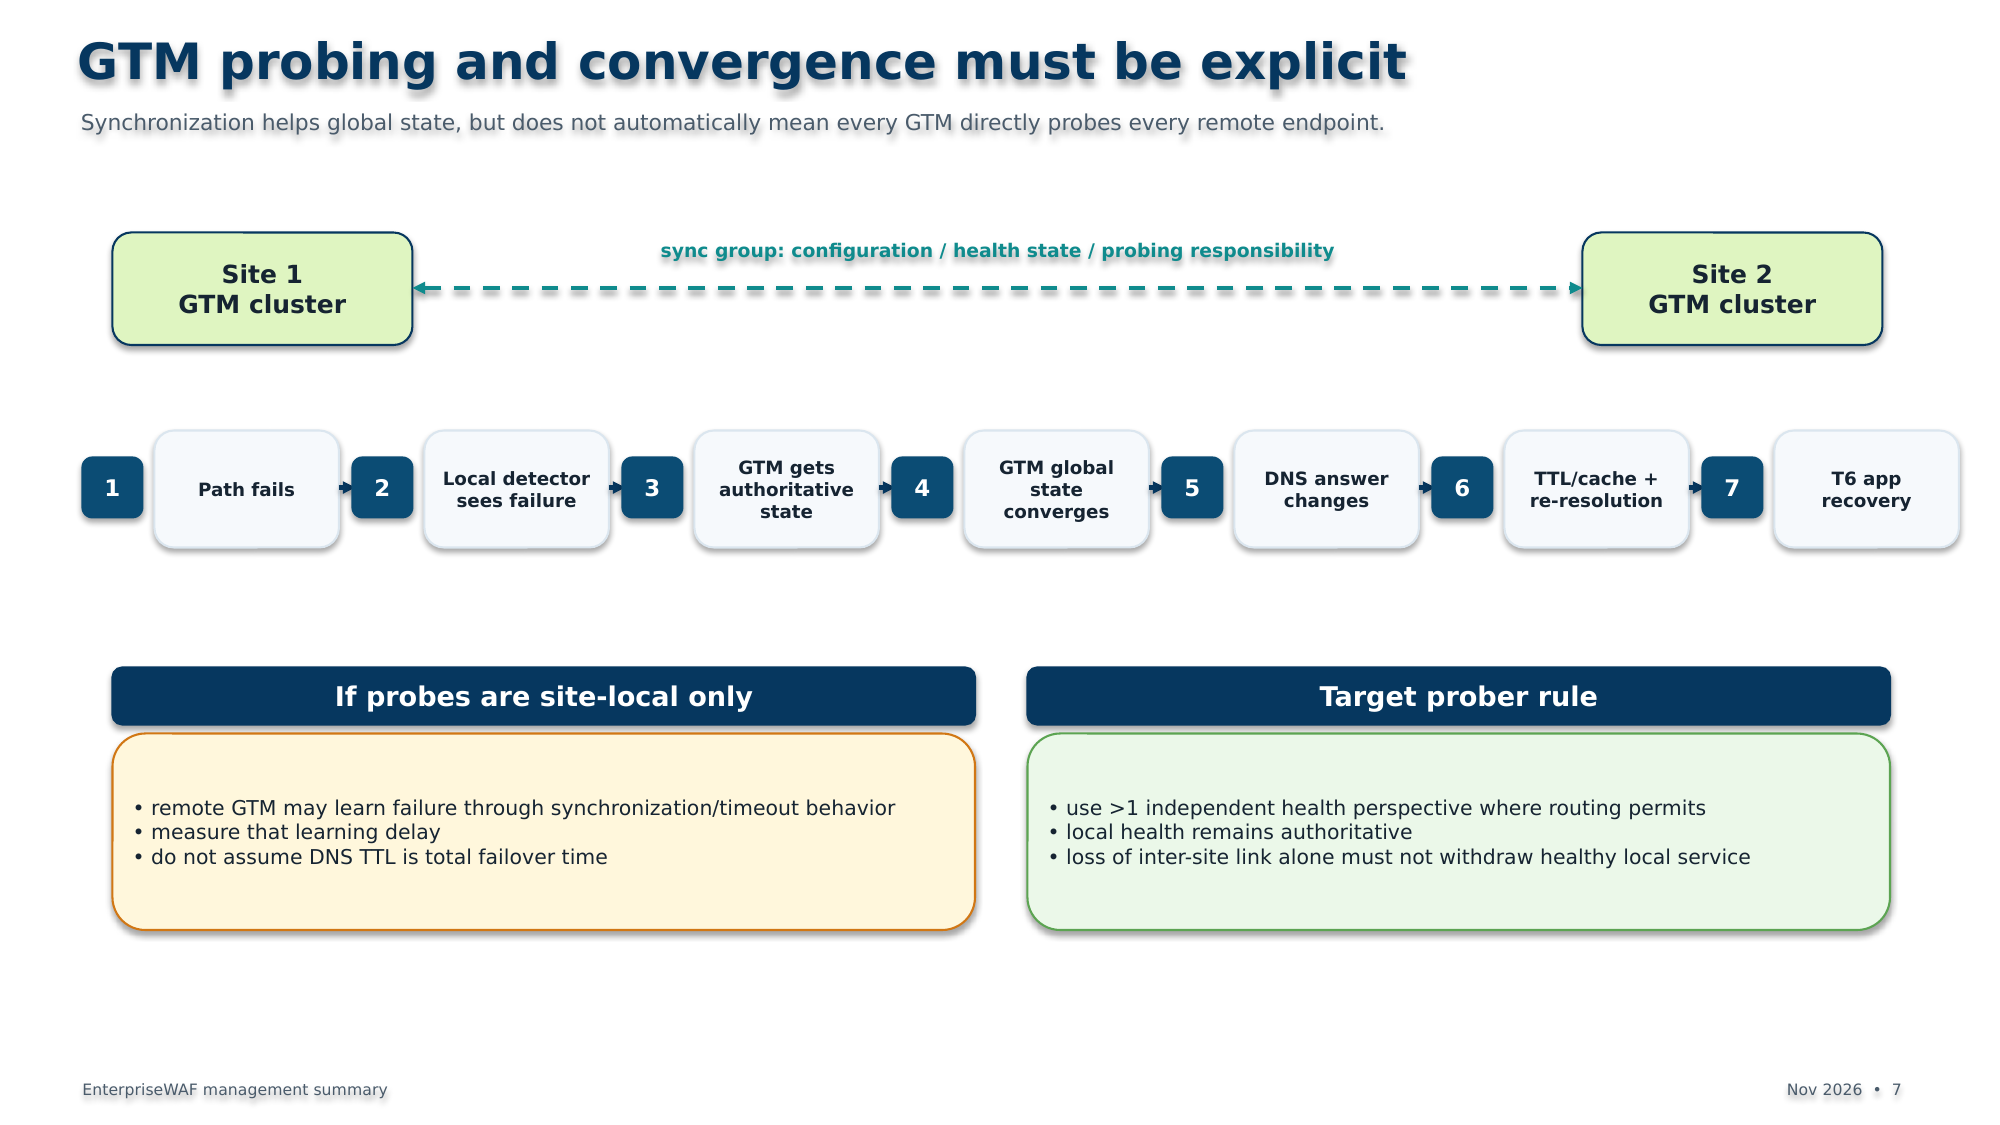 GTM probing and convergence must be explicit
Synchronization helps global state, but does not automatically mean every GTM directly probes every remote endpoint.
Site 1
GTM cluster
sync group: configuration / health state / probing responsibility
Site 2
GTM cluster
1
Path fails
2
Local detector
sees failure
3
GTM gets
authoritative
state
4
GTM global
state
converges
5
DNS answer
changes
6
TTL/cache +
re-resolution
7
T6 app
recovery
If probes are site-local only
• remote GTM may learn failure through synchronization/timeout behavior
• measure that learning delay
• do not assume DNS TTL is total failover time
Target prober rule
• use >1 independent health perspective where routing permits
• local health remains authoritative
• loss of inter-site link alone must not withdraw healthy local service
EnterpriseWAF management summary
Nov 2026 • 7